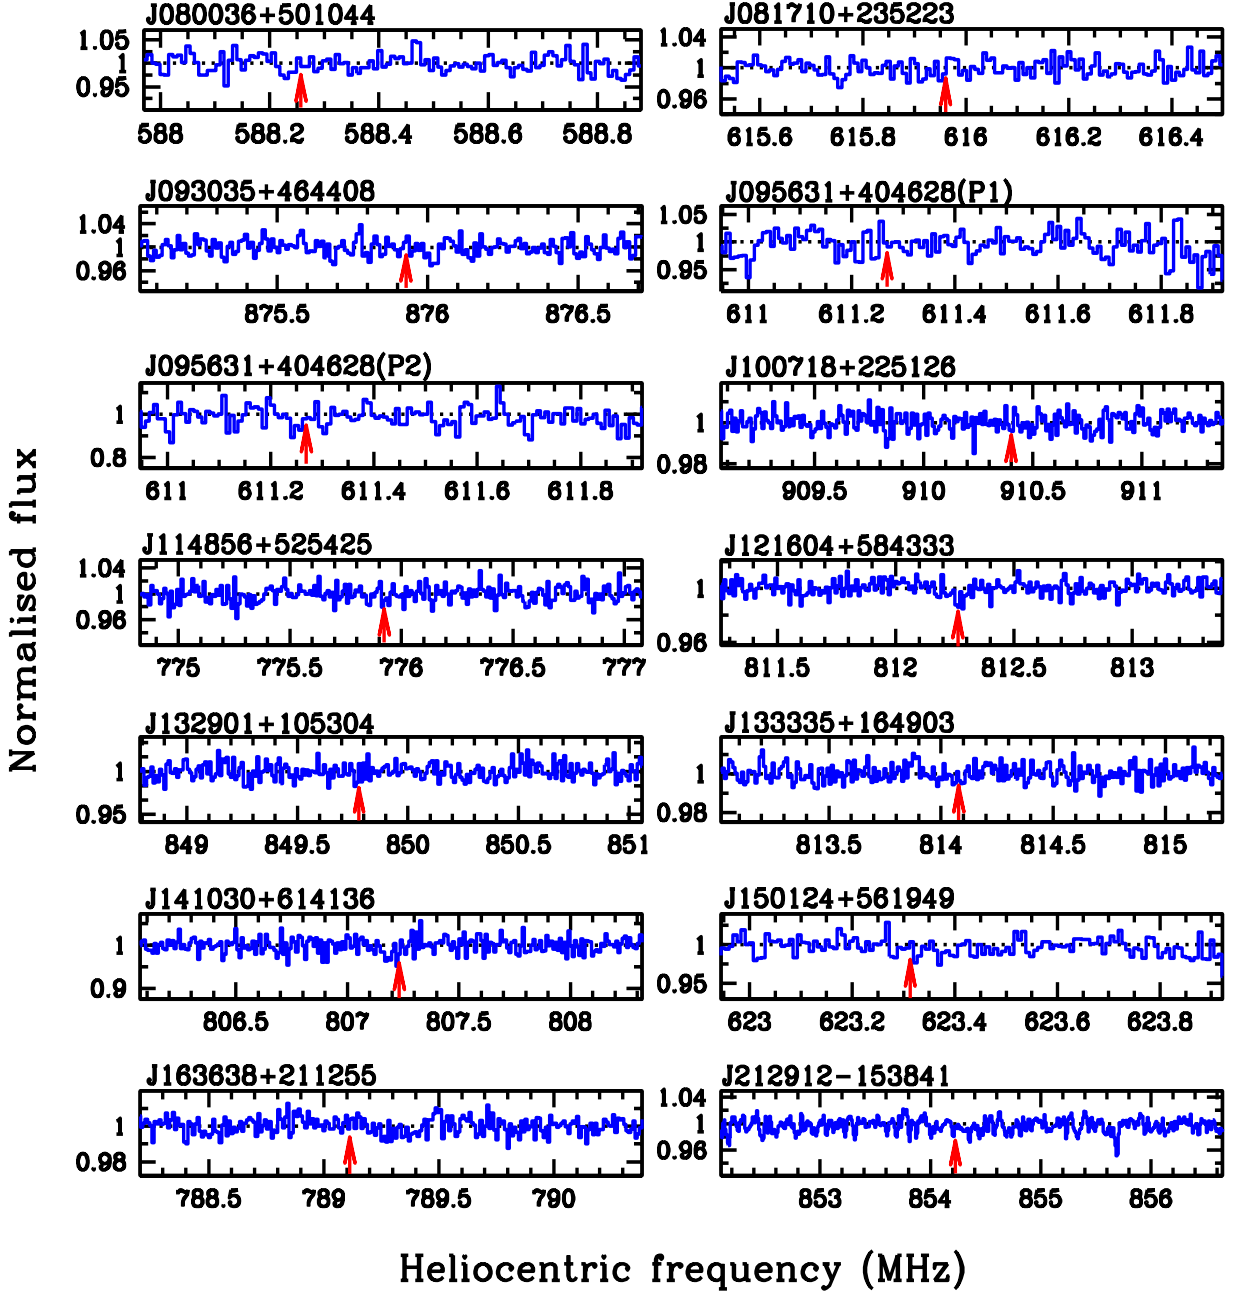 J080036+501044
1.05
1
0.95
588 588.2 588.4 588.6 588.8
J081710+235223
1.04
1
0.96
615.6 615.8 616 616.2 616.4
J093035+464408
1.04
1
0.96
875.5 876 876.5
J095631+404628(P1)
1.05
1
0.95
611 611.2 611.4 611.6 611.8
J095631+404628(P2)
1
0.8
611 611.2 611.4 611.6 611.8
J100718+225126
1
0.98
909.5 910 910.5 911
J114856+525425
1.04
1
0.96
775 775.5 776 776.5 777
J121604+584333
1
0.96
811.5 812 812.5 813
J132901+105304
1
0.95
849 849.5 850 850.5 851
J133335+164903
1
0.98
813.5 814 814.5 815
J141030+614136
1
0.9
806.5 807 807.5 808
J150124+561949
1
0.95
623 623.2 623.4 623.6 623.8
J163638+211255
1
0.98
788.5 789 789.5 790
J212912-153841
1.04
1
0.96
853 854 855 856
Normalised flux
Heliocentric frequency (MHz)